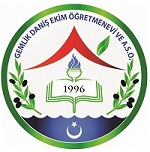 GEMLİK DANİŞ EKİM ÖĞRETMENEVİ VE A.S.O.
1996